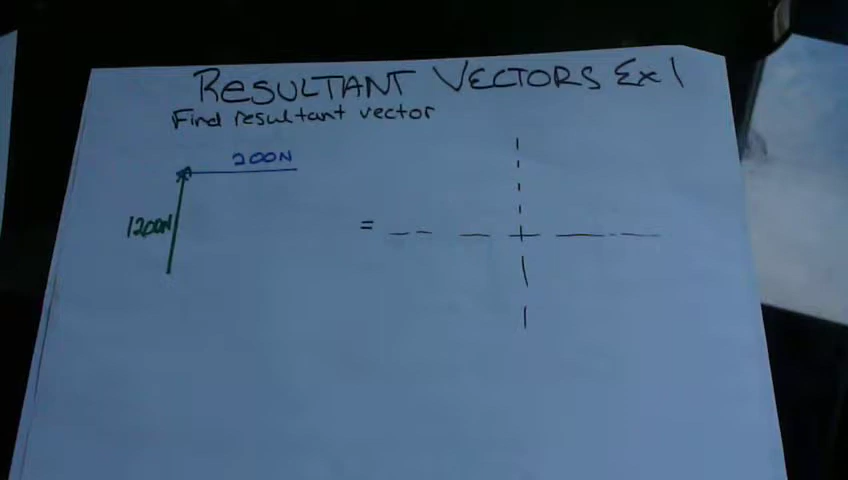 RESULTANT VECTORS Ex 1
Find resultant vector
200N
1200N
=